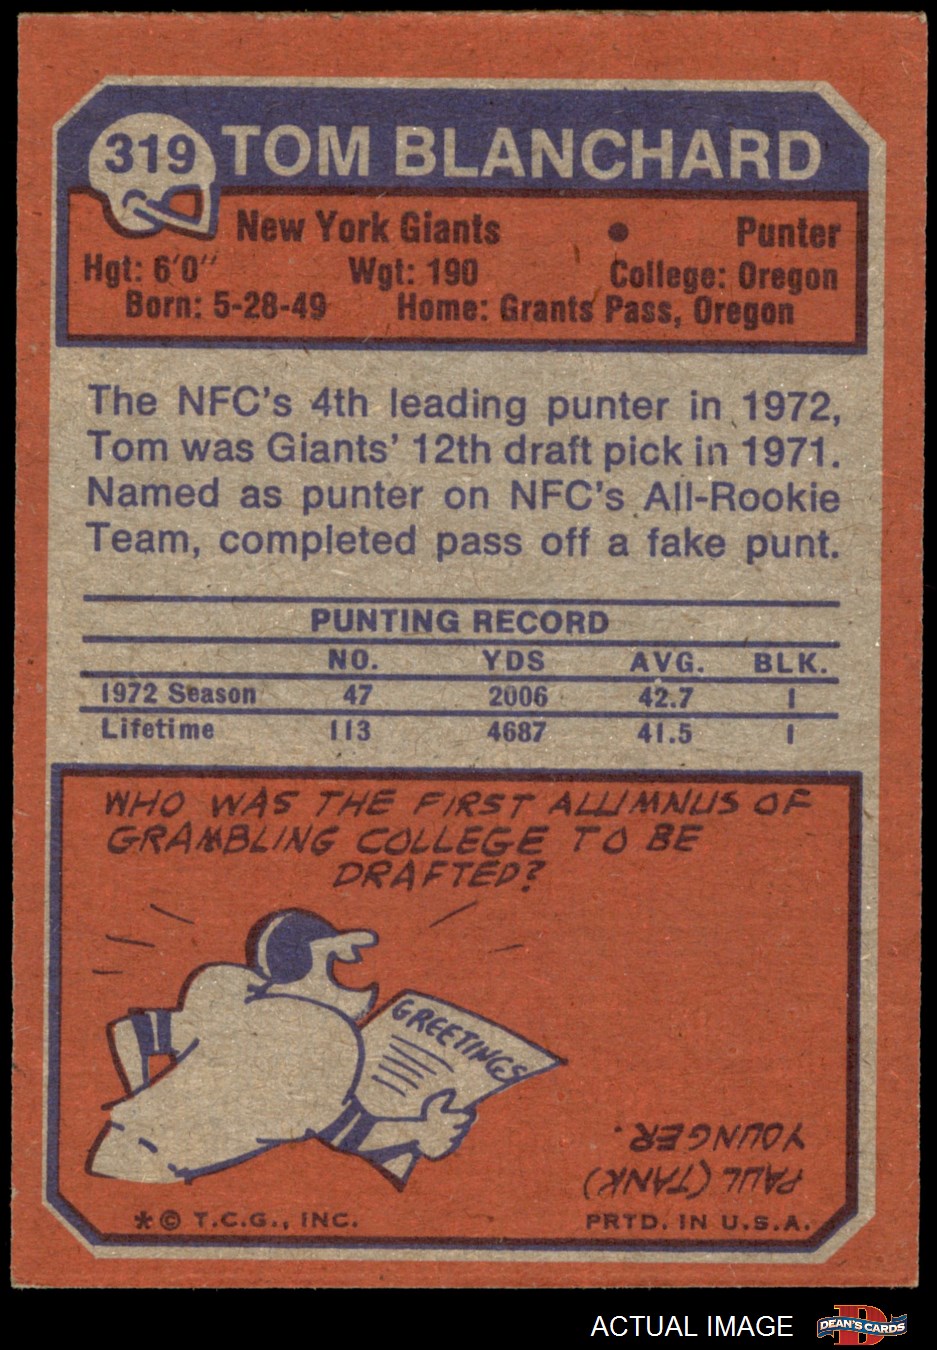 319 TOM BLANCHARD
New York Giants • Punter
Hgt: 6'0" Wgt: 190 College: Oregon
Born: 5-28-49 Home: Grants Pass, Oregon
The NFC's 4th leading punter in 1972,
Tom was Giants' 12th draft pick in 1971.
Named as punter on NFC's All-Rookie
Team, completed pass off a fake punt.
PUNTING RECORD
NO. YDS AVG. BLK.
1972 Season 47 2006 42.7 1
Lifetime 113 4687 41.5 1
WHO WAS THE FIRST ALUMNUS OF
GRAMBLING COLLEGE TO BE
DRAFTED?
GREETINGS
PAUL (TANK)
YOUNGER.
* © T.C.G., INC. PRTD. IN U.S.A.
ACTUAL IMAGE
D
DEAN'S CARDS